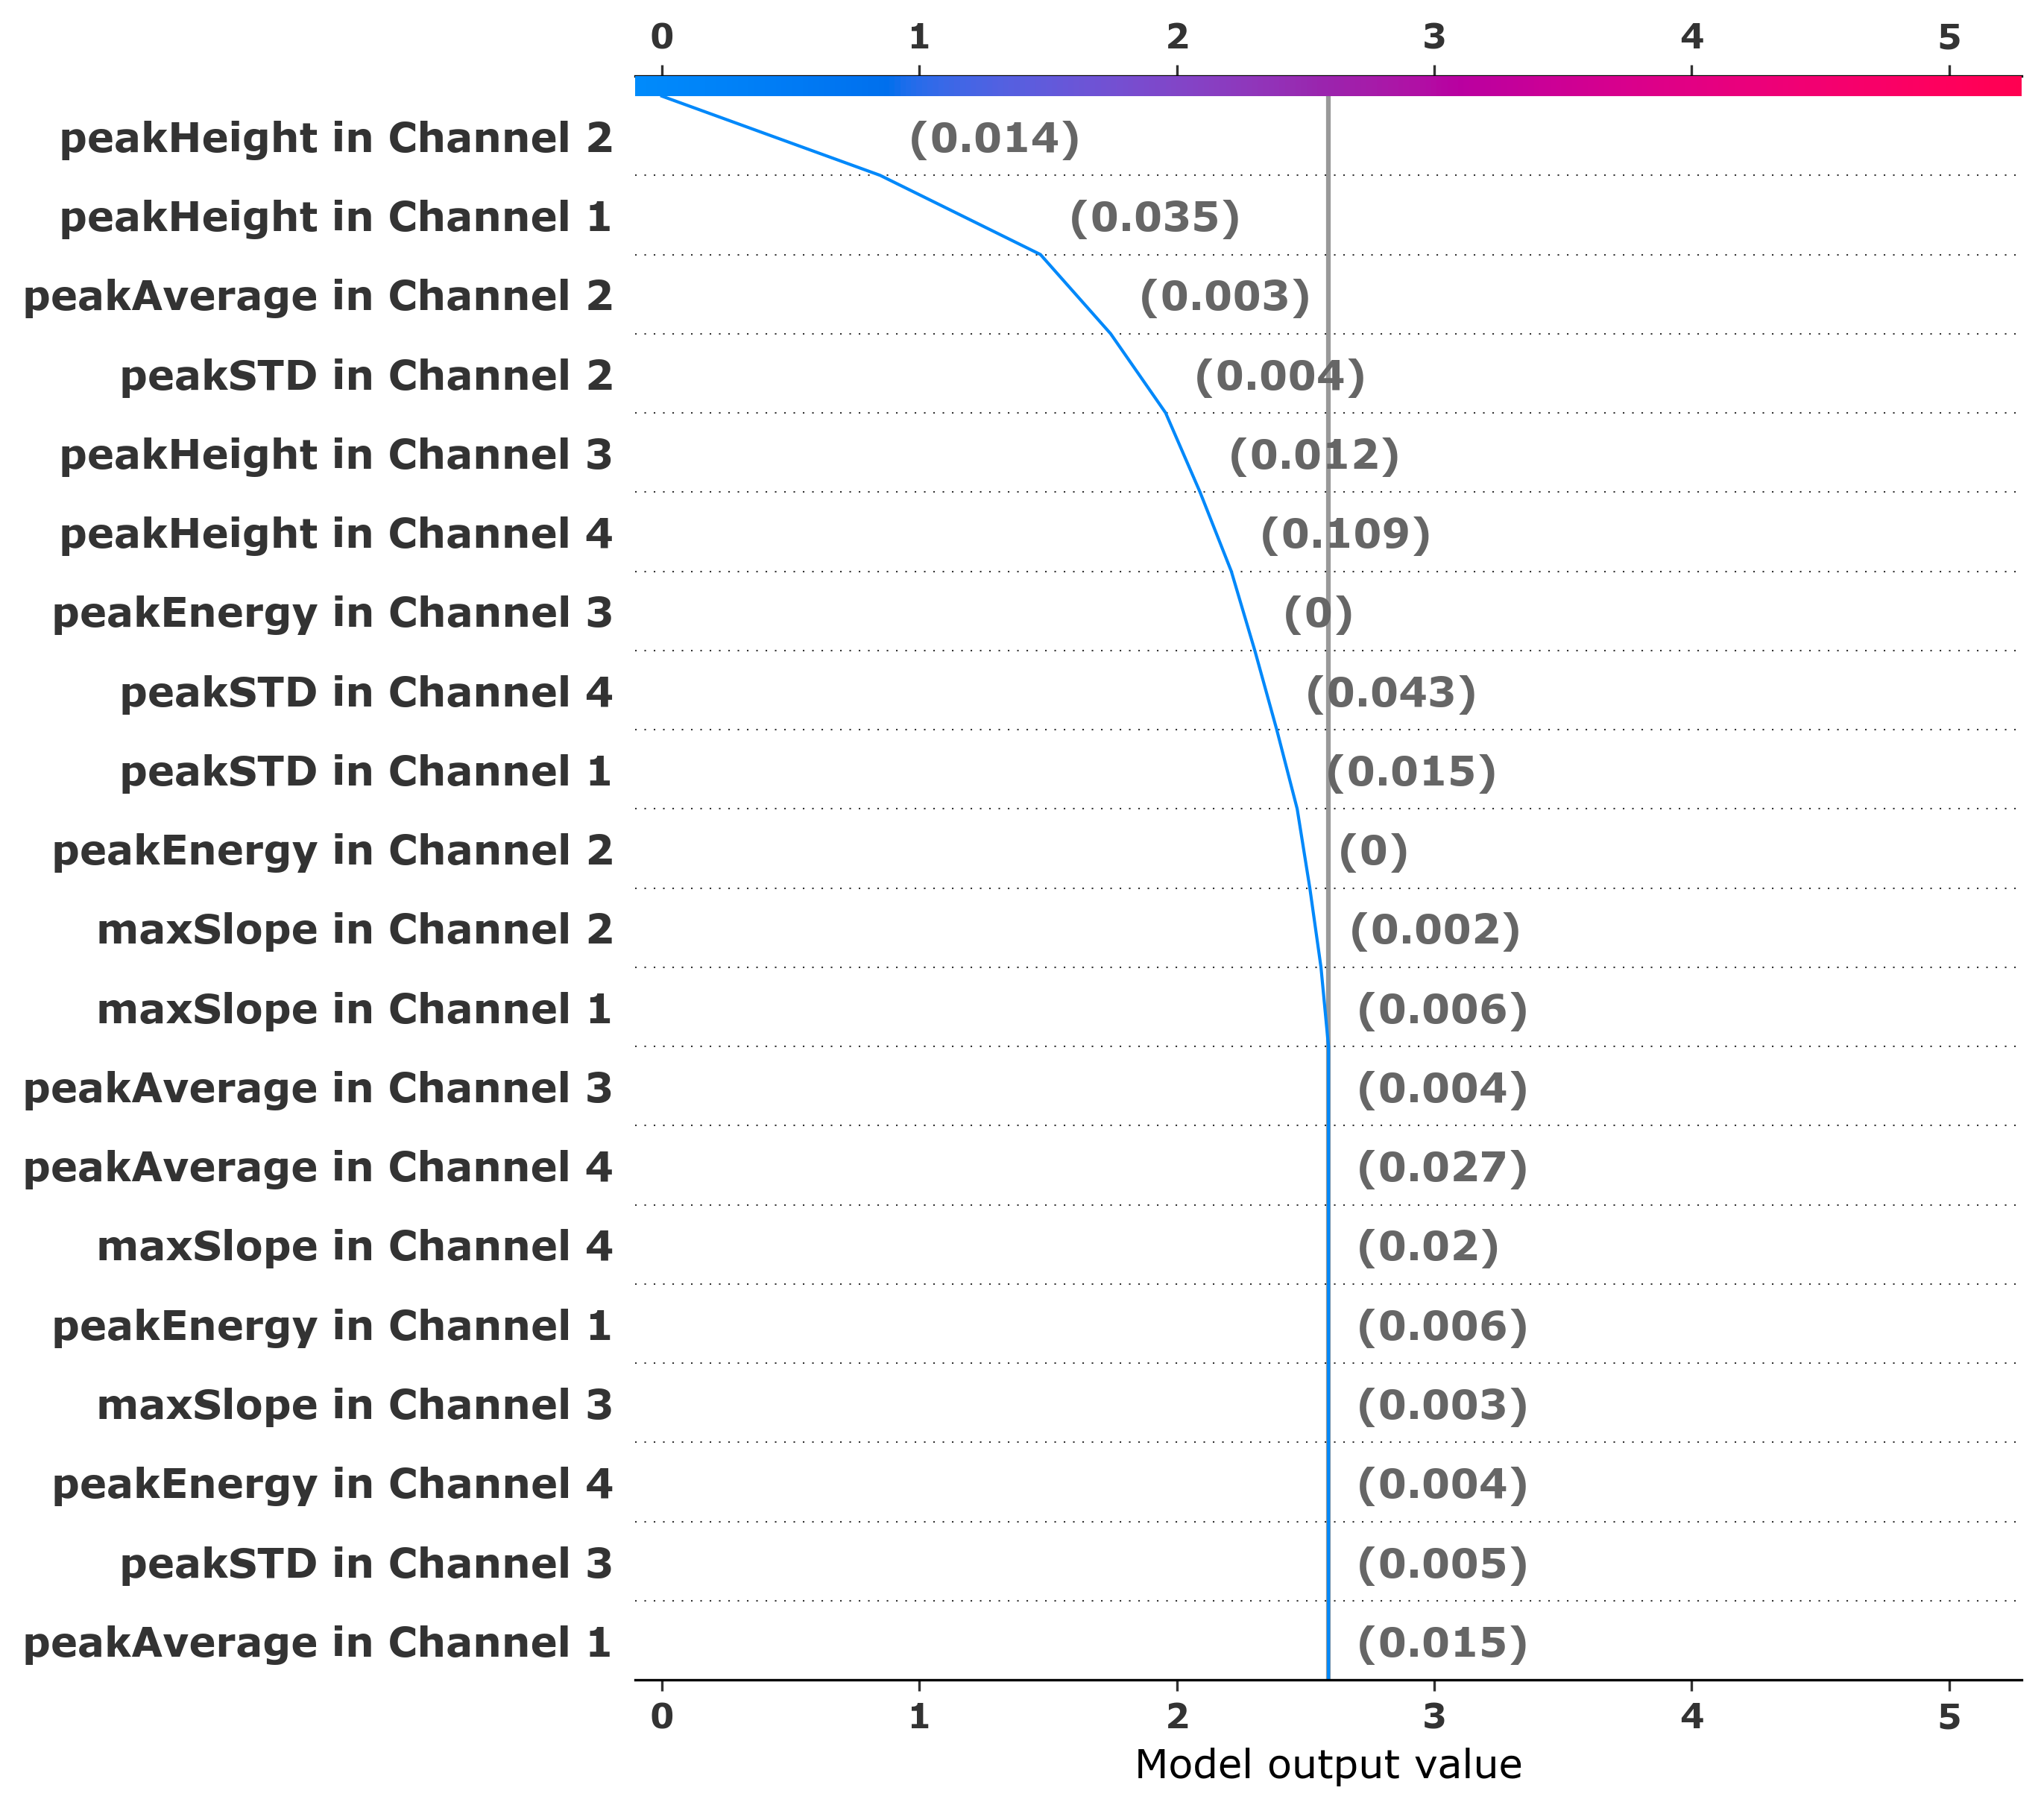 0 1 2 3 4 5
peakHeight in Channel 2 (0.014)
peakHeight in Channel 1 (0.035)
peakAverage in Channel 2 (0.003)
peakSTD in Channel 2 (0.004)
peakHeight in Channel 3 (0.012)
peakHeight in Channel 4 (0.109)
peakEnergy in Channel 3 (0)
peakSTD in Channel 4 (0.043)
peakSTD in Channel 1 (0.015)
peakEnergy in Channel 2 (0)
maxSlope in Channel 2 (0.002)
maxSlope in Channel 1 (0.006)
peakAverage in Channel 3 (0.004)
peakAverage in Channel 4 (0.027)
maxSlope in Channel 4 (0.02)
peakEnergy in Channel 1 (0.006)
maxSlope in Channel 3 (0.003)
peakEnergy in Channel 4 (0.004)
peakSTD in Channel 3 (0.005)
peakAverage in Channel 1 (0.015)
0 1 2 3 4 5
Model output value